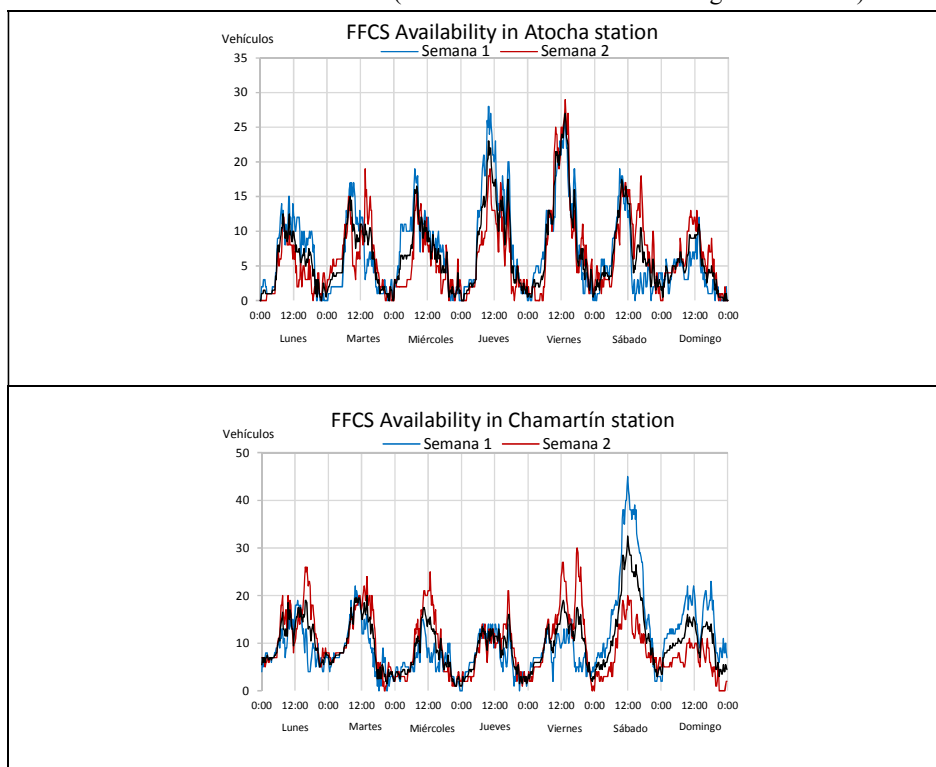 FFCS Availability in Atocha station
Vehículos
Semana 1 Semana 2
35
30
25
20
15
10
5
0
0:00 12:00 0:00 12:00 0:00 12:00 0:00 12:00 0:00 12:00 0:00 12:00 0:00 12:00 0:00
Lunes Martes Miércoles Jueves Viernes Sábado Domingo
FFCS Availability in Chamartín station
Vehículos
Semana 1 Semana 2
50
40
30
20
10
0
0:00 12:00 0:00 12:00 0:00 12:00 0:00 12:00 0:00 12:00 0:00 12:00 0:00 12:00 0:00
Lunes Martes Miércoles Jueves Viernes Sábado Domingo